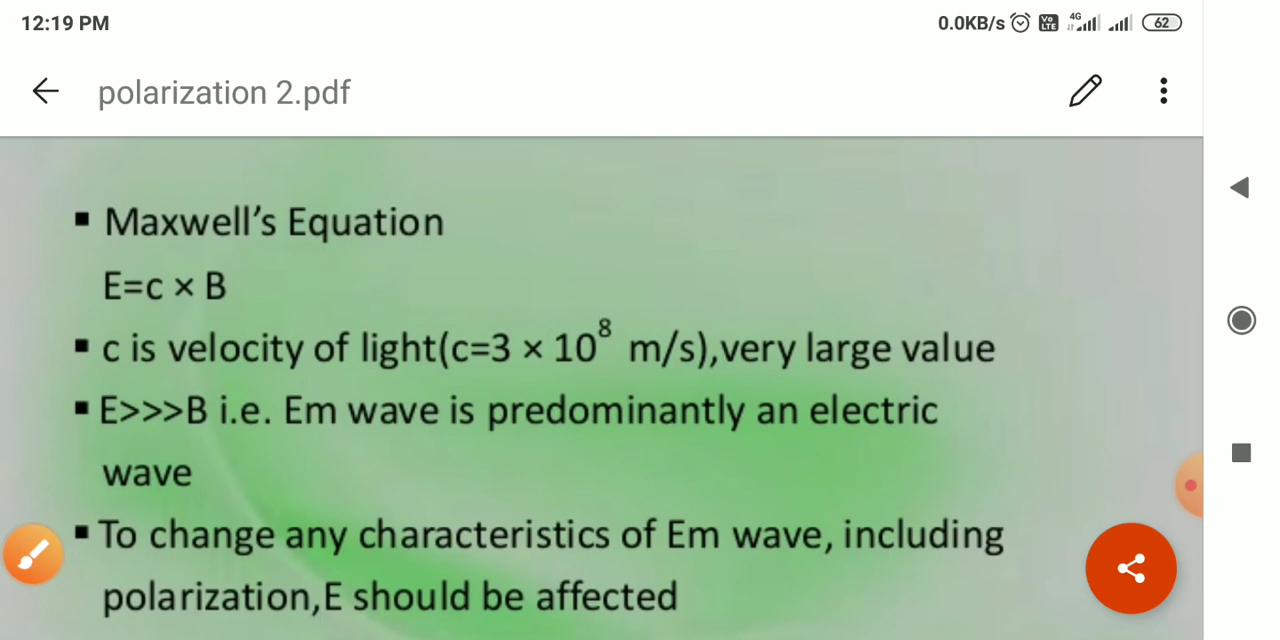 12:19 PM
0.0KB/s Vo LTE 4G 62
polarization 2.pdf
▪ Maxwell's Equation
E=c × B
▪ c is velocity of light(c=3 × 10⁸ m/s),very large value
▪ E>>>B i.e. Em wave is predominantly an electric
wave
▪ To change any characteristics of Em wave, including
polarization,E should be affected